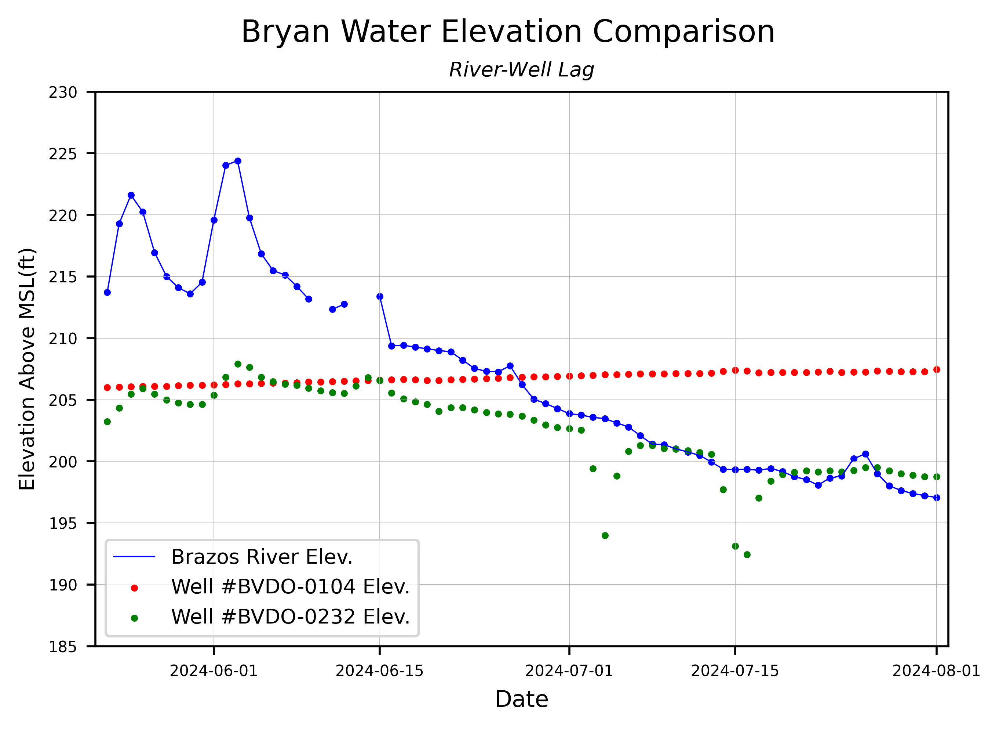 Bryan Water Elevation Comparison
River-Well Lag
230
225
220
215
210
205
200
195
190
185
Elevation Above MSL(ft)
Brazos River Elev.
Well #BVDO-0104 Elev.
Well #BVDO-0232 Elev.
2024-06-01 2024-06-15 2024-07-01 2024-07-15 2024-08-01
Date